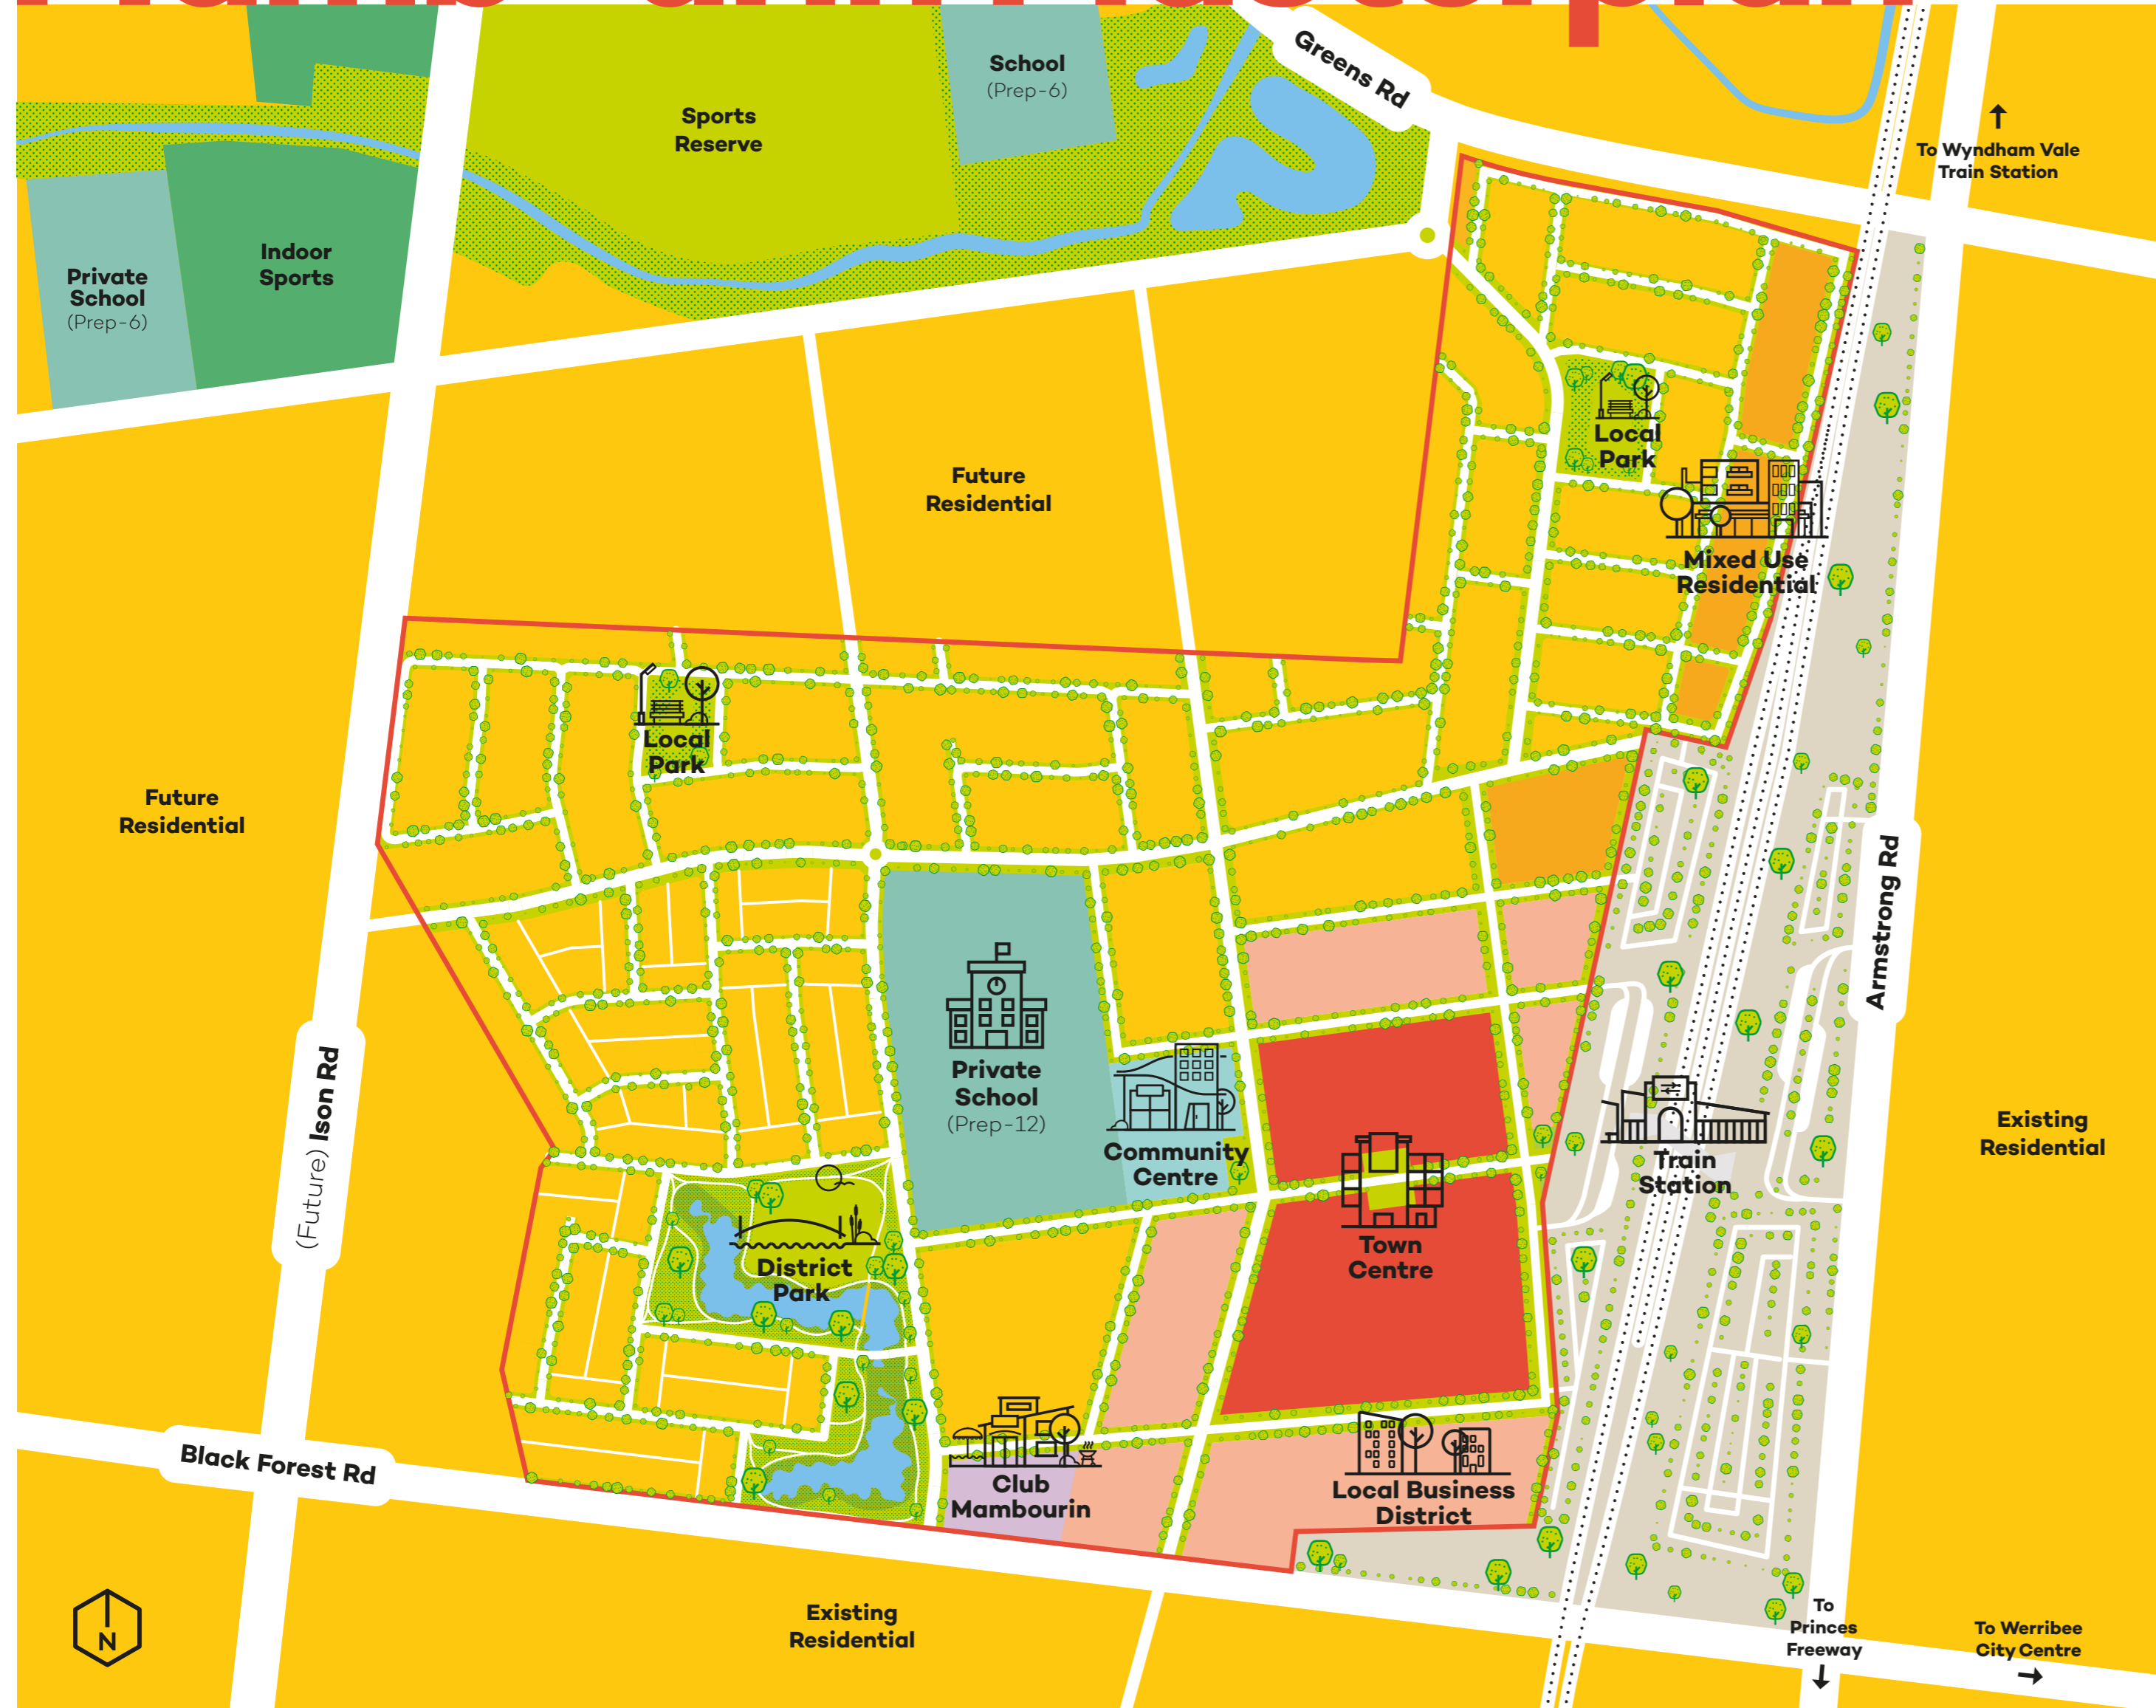 School
(Prep-6)
Greens Rd
Sports
Reserve
To Wyndham Vale
Train Station
Indoor
Sports
Private
School
(Prep-6)
Local
Park
Future
Residential
Mixed Use
Residential
Local
Park
Future
Residential
Armstrong Rd
Private
School
(Prep-12)
(Future) Ison Rd
Community
Centre
Train
Station
Existing
Residential
Town
Centre
District
Park
Black Forest Rd
Club
Mambourin
Local Business
District
N
Existing
Residential
To
Princes
Freeway
To Werribee
City Centre